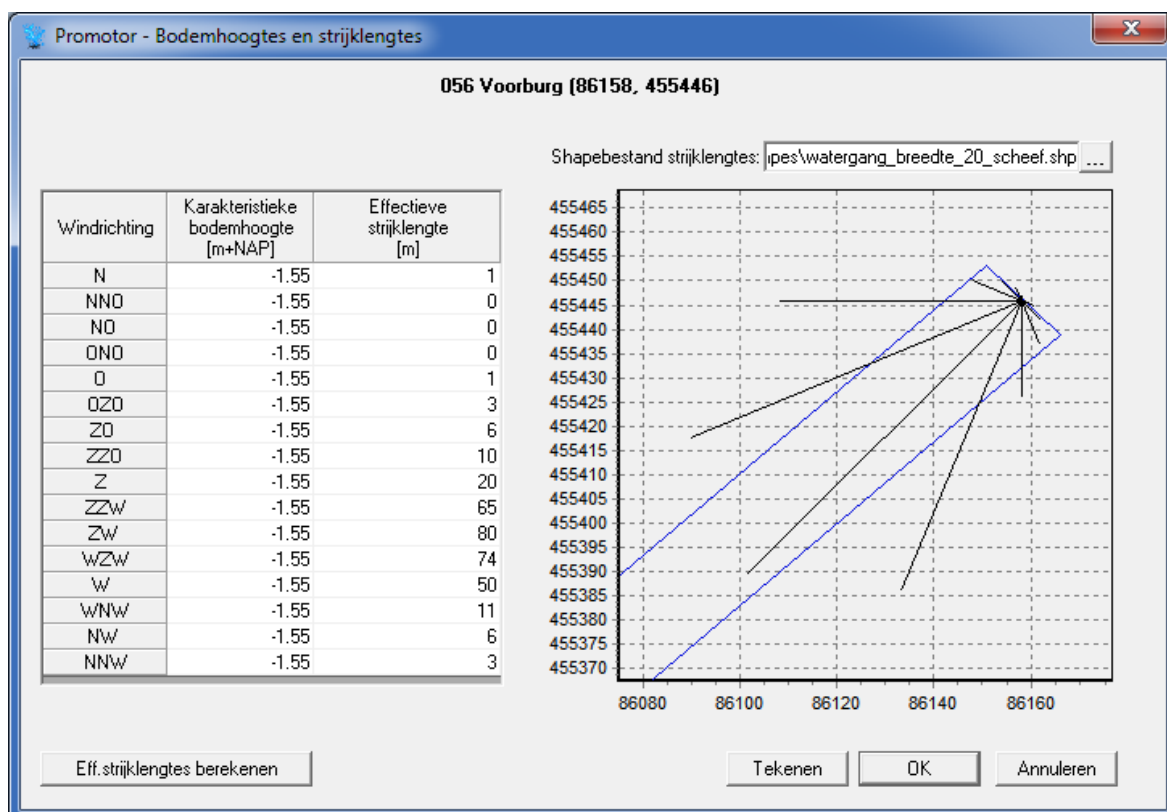 Promotor - Bodemhoogtes en strijklengtes
X
056 Voorburg (86158, 455446)
Shapebestand strijklengtes: ıpes\watergang_breedte_20_scheef.shp ...
Windrichting Karakteristieke bodemhoogte [m+NAP] Effectieve strijklengte [m]
N -1.55 1
NNO -1.55 0
NO -1.55 0
ONO -1.55 0
O -1.55 1
OZO -1.55 3
ZO -1.55 6
ZZO -1.55 10
Z -1.55 20
ZZW -1.55 65
ZW -1.55 80
WZW -1.55 74
W -1.55 50
WNW -1.55 11
NW -1.55 6
NNW -1.55 3
455465
455460
455455
455450
455445
455440
455435
455430
455425
455420
455415
455410
455405
455400
455395
455390
455385
455380
455375
455370
86080 86100 86120 86140 86160
Eff.strijklengtes berekenen Tekenen OK Annuleren